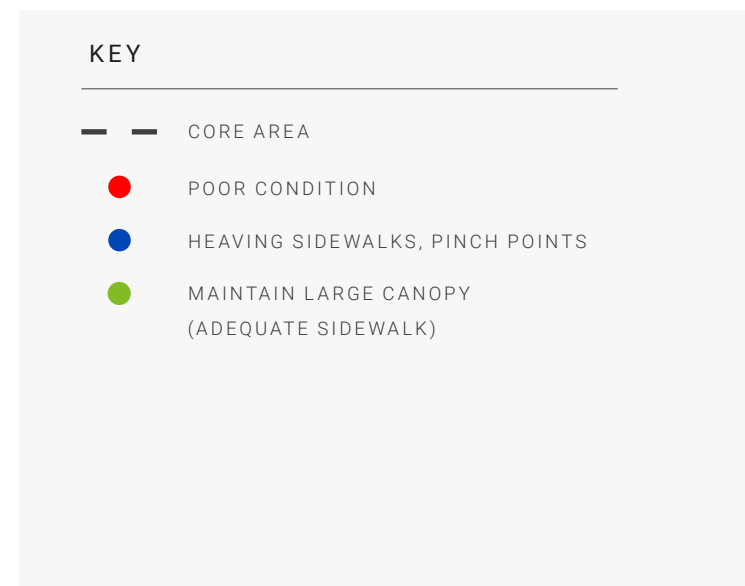 KEY
CORE AREA
POOR CONDITION
HEAVING SIDEWALKS, PINCH POINTS
MAINTAIN LARGE CANOPY
(ADEQUATE SIDEWALK)